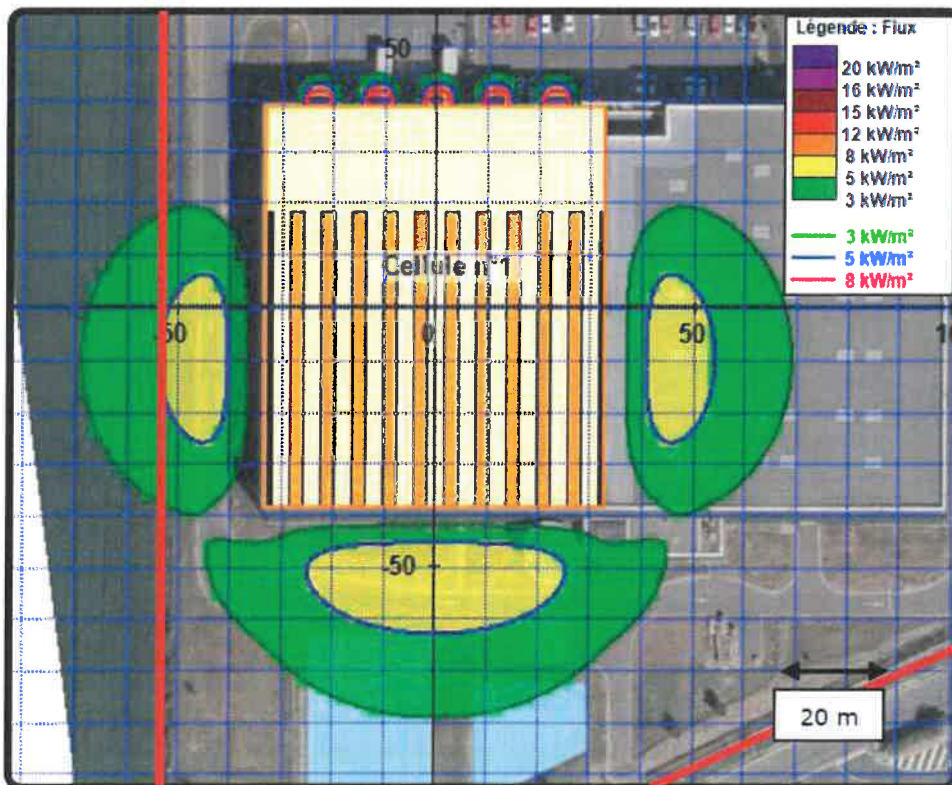 Légende : Flux
20 kW/m²
16 kW/m²
15 kW/m²
12 kW/m²
8 kW/m²
5 kW/m²
3 kW/m²
3 kW/m²
5 kW/m²
8 kW/m²
50
Cellule n°1
-50
0
50
-50
20 m